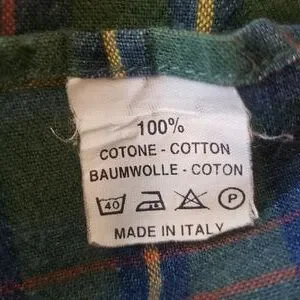 100%
COTONE - COTTON
BAUMWOLLE - COTON
40 P
MADE IN ITALY